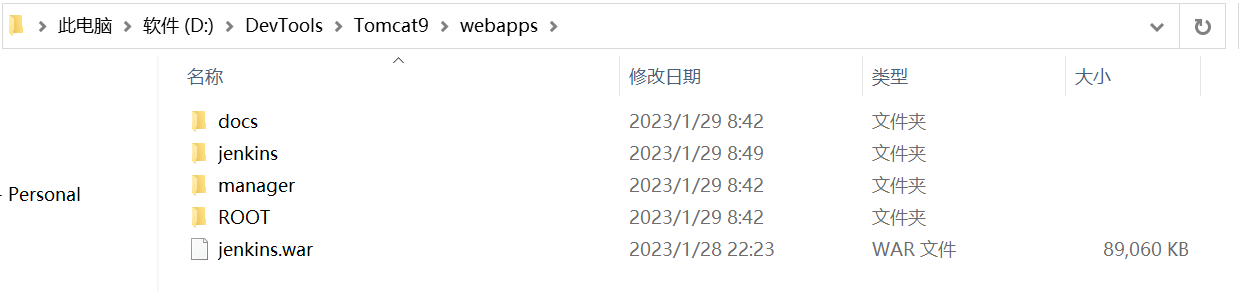 此电脑 > 软件 (D:) > DevTools > Tomcat9 > webapps >
名称 修改日期 类型 大小
docs 2023/1/29 8:42 文件夹
jenkins 2023/1/29 8:49 文件夹
manager 2023/1/29 8:42 文件夹
- Personal
ROOT 2023/1/29 8:42 文件夹
jenkins.war 2023/1/28 22:23 WAR 文件 89,060 KB